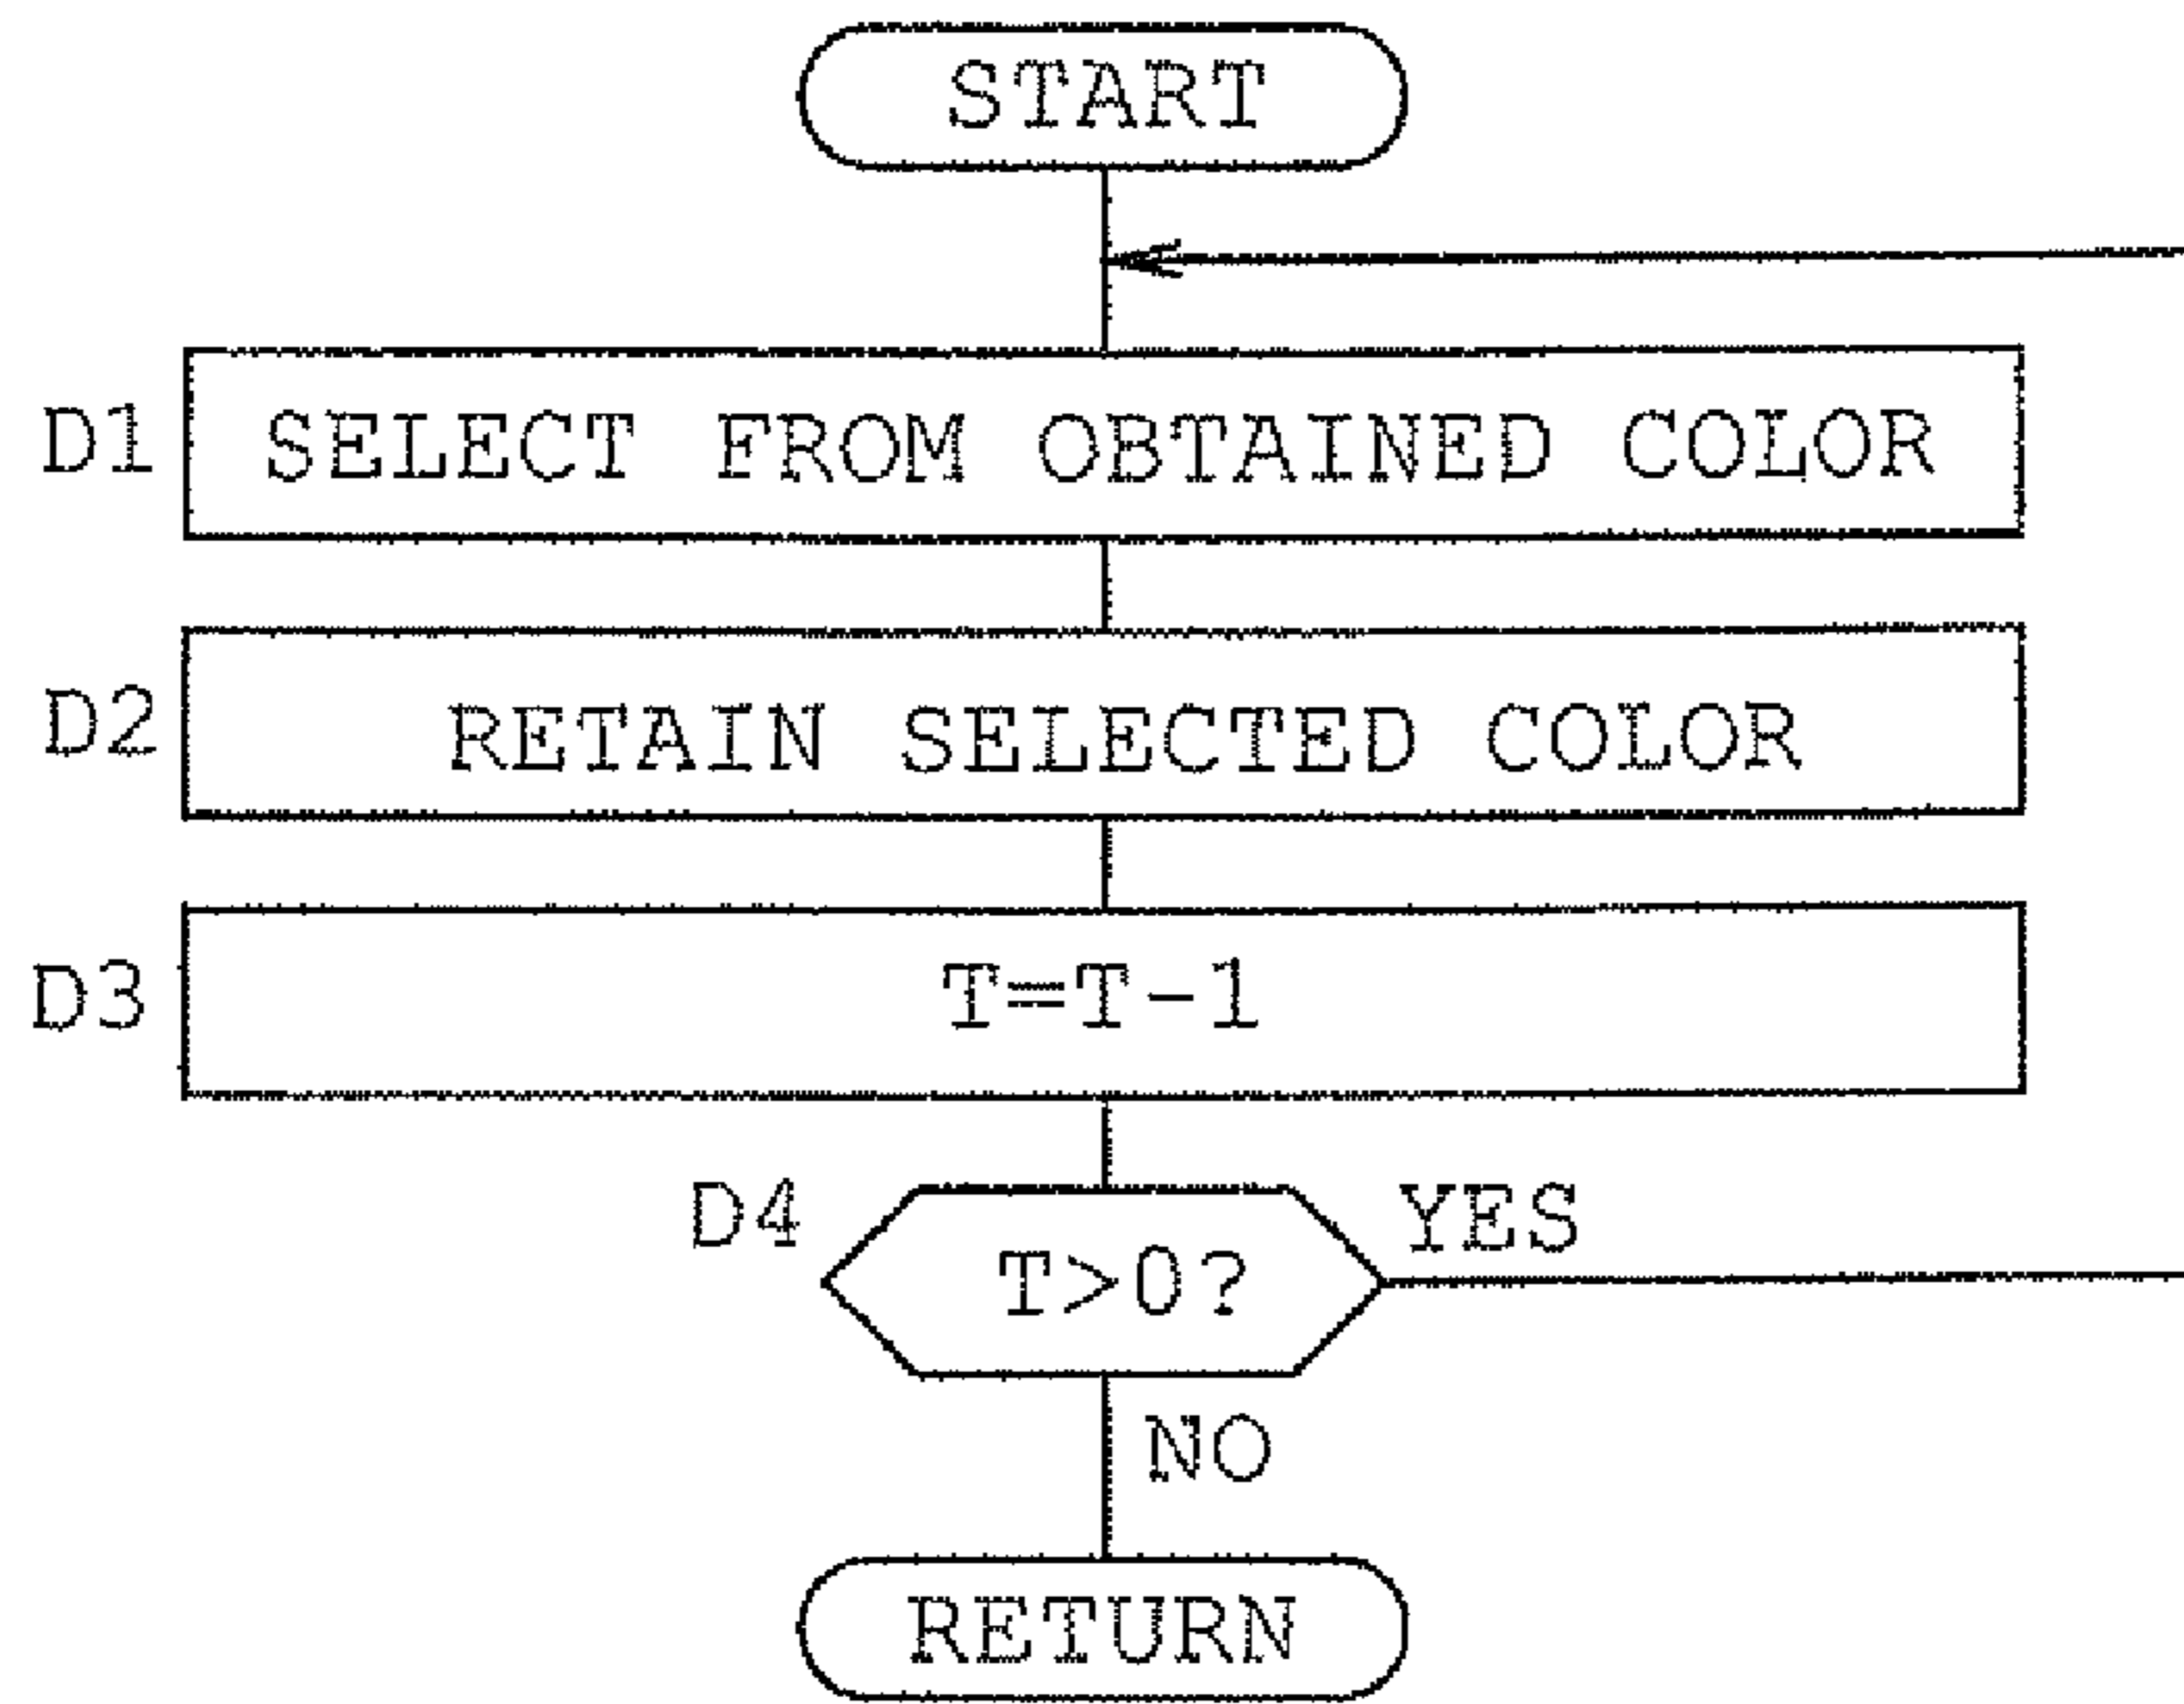 START
D1 SELECT FROM OBTAINED COLOR
D2 RETAIN SELECTED COLOR
D3 T=T-1
D4 T>0? YES
NO
RETURN